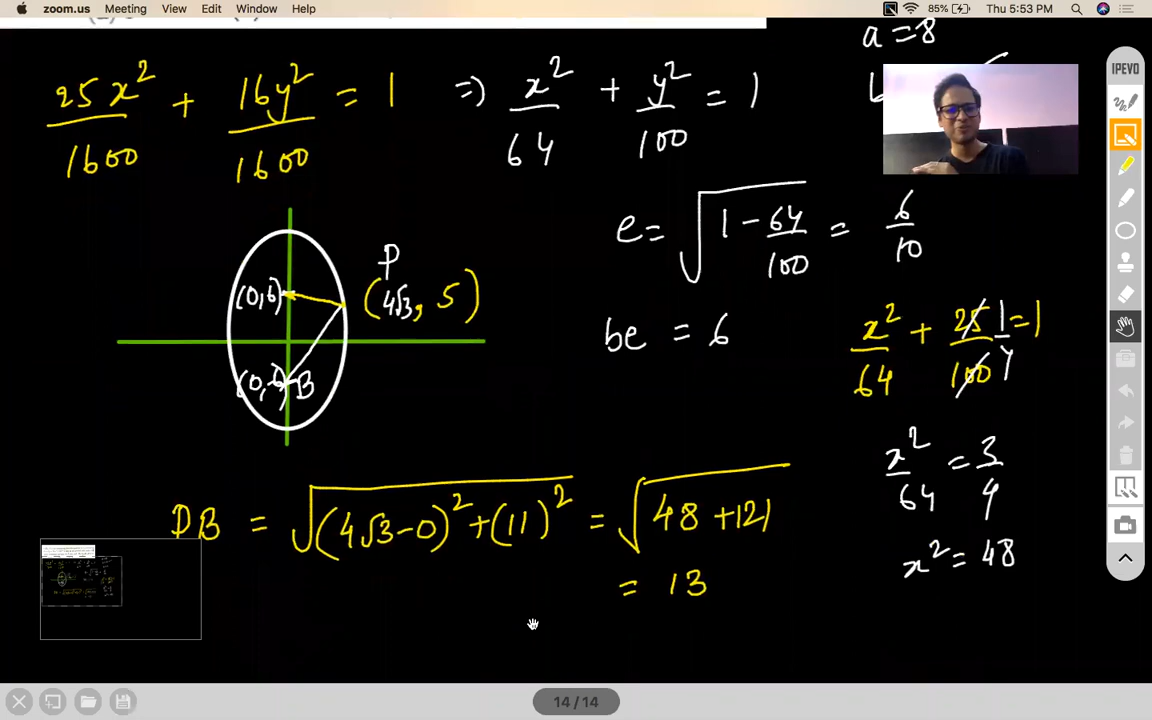 zoom.us Meeting View Edit Window Help 85% Thu 5:53 PM
a = 8
b
IPEVO
25x²/1600 + 16y²/1600 = 1 ⇒ x²/64 + y²/100 = 1
e = √(1 - 64/100) = 6/10
P
(0,6) (4√3, 5)
be = 6
x²/64 + 25/100 1/4 = 1
(0,-6) B
x²/64 = 3/4
PB = √((4√3-0)² + (11)²) = √(48 + 121)
x² = 48
= 13
14 / 14